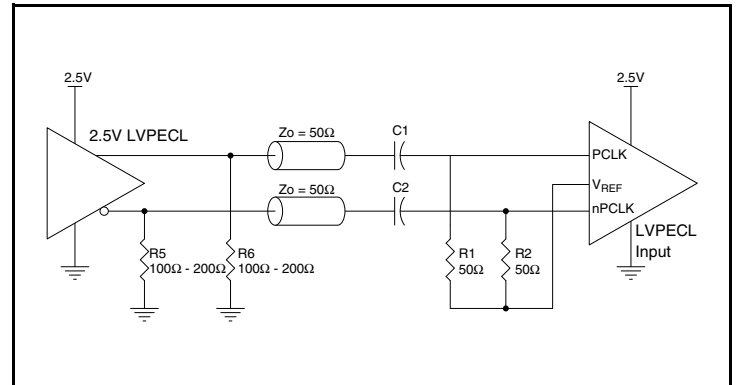 2.5V
2.5V
2.5V LVPECL
Zo = 50Ω
C1
PCLK
VREF
Zo = 50Ω
C2
nPCLK
LVPECL
Input
R5
100Ω - 200Ω
R6
100Ω - 200Ω
R1
50Ω
R2
50Ω